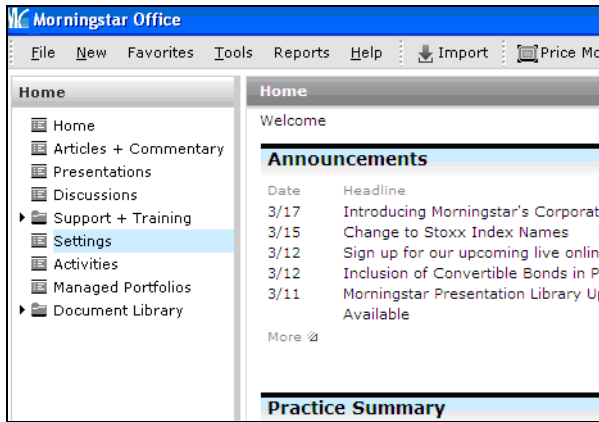 Morningstar Office
File New Favorites Tools Reports Help Import Price Mo
Home
Home
Articles + Commentary
Presentations
Discussions
Support + Training
Settings
Activities
Managed Portfolios
Document Library
Home
Welcome
Announcements
Date Headline
3/17 Introducing Morningstar's Corporat
3/15 Change to Stoxx Index Names
3/12 Sign up for our upcoming live onlin
3/12 Inclusion of Convertible Bonds in P
3/11 Morningstar Presentation Library U
Available
More
Practice Summary